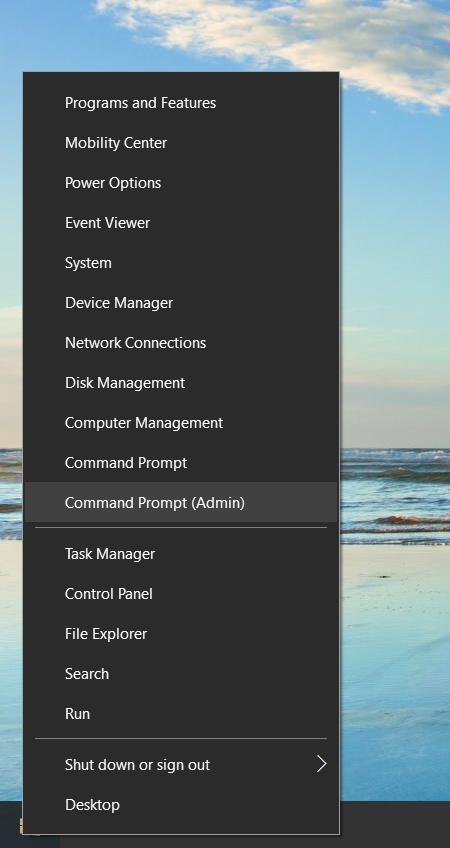 Programs and Features
Mobility Center
Power Options
Event Viewer
System
Device Manager
Network Connections
Disk Management
Computer Management
Command Prompt
Command Prompt (Admin)
Task Manager
Control Panel
File Explorer
Search
Run
Shut down or sign out
Desktop